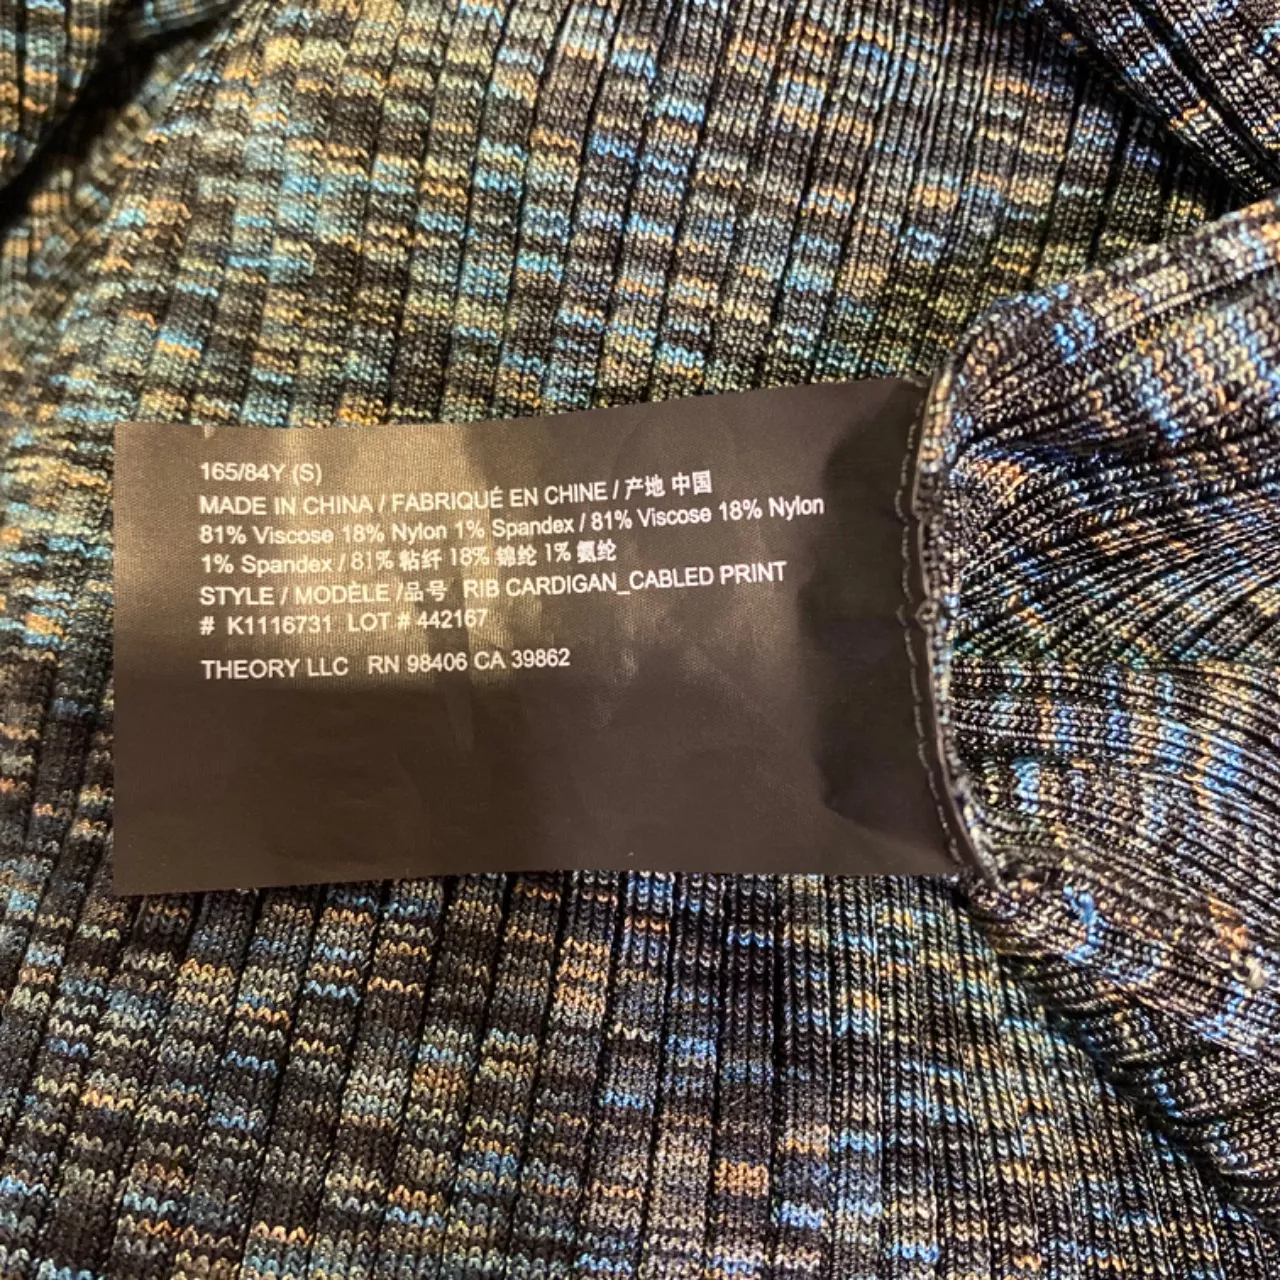 165/84Y (S)
MADE IN CHINA / FABRIQUÉ EN CHINE / 产地 中国
81% Viscose 18% Nylon 1% Spandex / 81% Viscose 18% Nylon
1% Spandex / 81% 粘纤 18% 锦纶 1% 氨纶
STYLE / MODÈLE /品号 RIB CARDIGAN_CABLED PRINT
# K1116731 LOT # 442167
THEORY LLC RN 98406 CA 39862